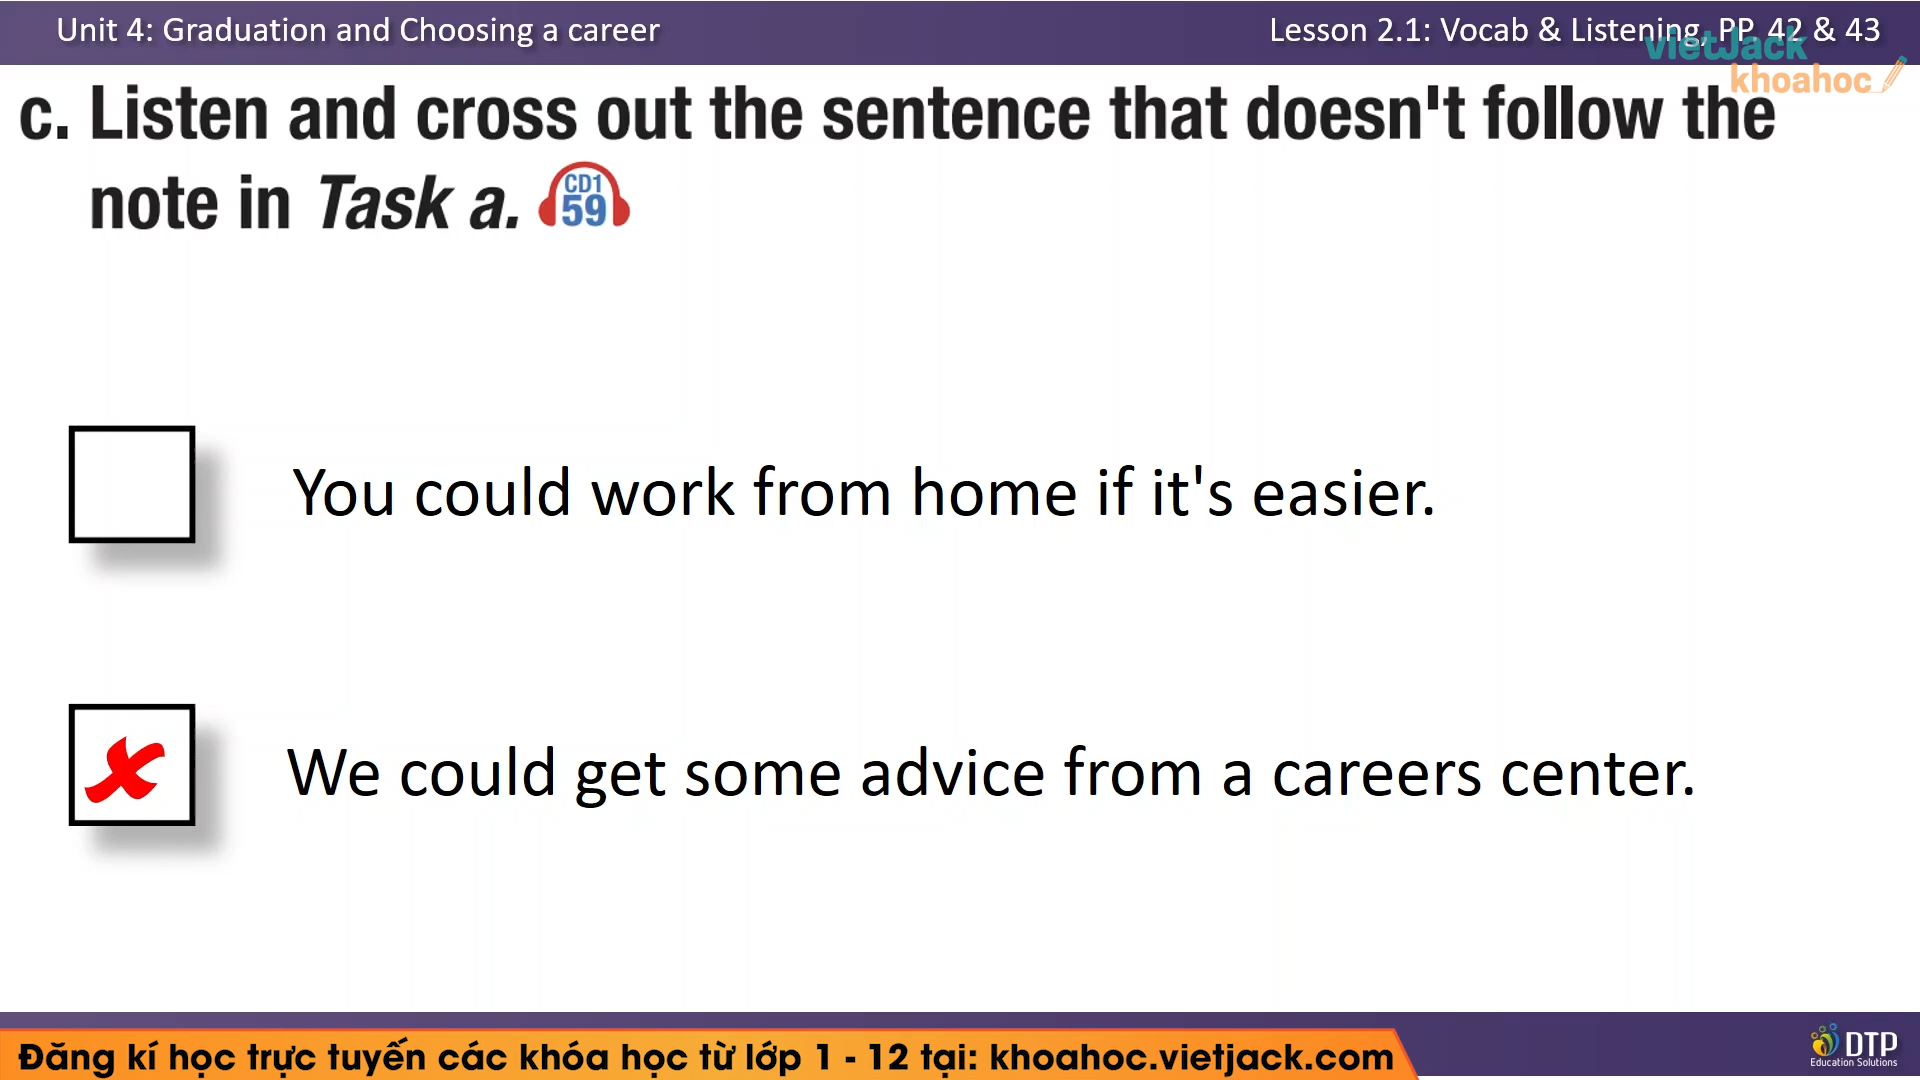 Unit 4: Graduation and Choosing a career
Lesson 2.1: Vocab & Listening, PP. 42 & 43
vietJack
khoahoc
c. Listen and cross out the sentence that doesn't follow the
note in Task a.
CD1
59
You could work from home if it's easier.
We could get some advice from a careers center.
Đăng kí học trực tuyến các khóa học từ lớp 1 - 12 tại: khoahoc.vietjack.com
DTP
Education Solutions